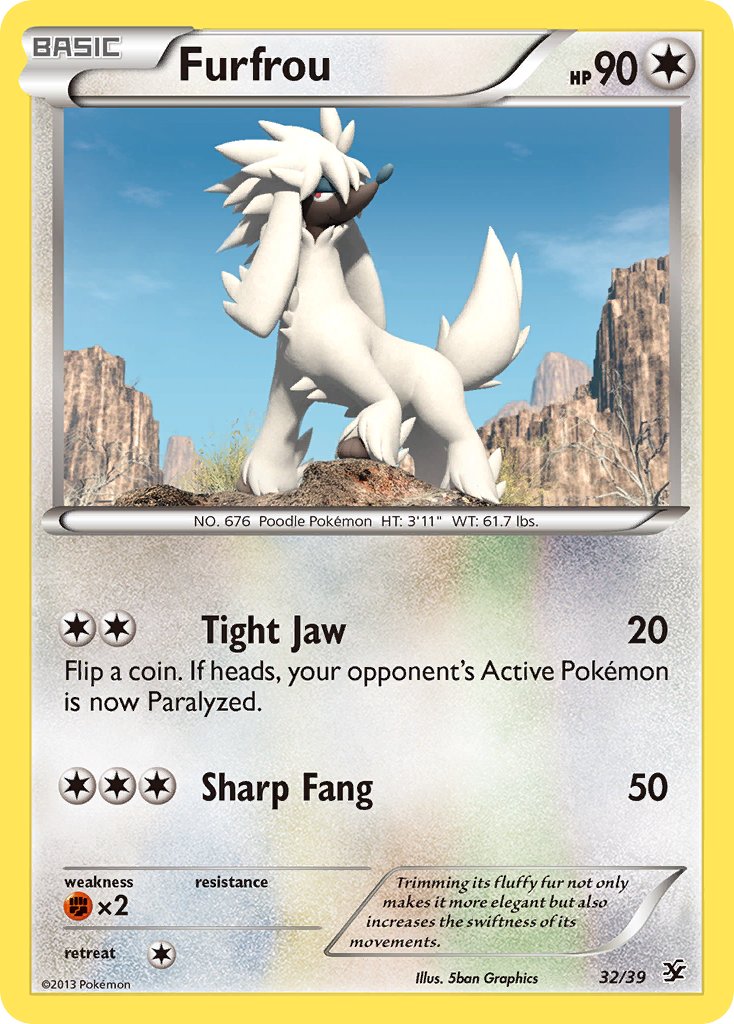 BASIC
Furfrou
HP 90
NO. 676 Poodle Pokémon HT: 3'11" WT: 61.7 lbs.
Tight Jaw 20
Flip a coin. If heads, your opponent's Active Pokémon
is now Paralyzed.
Sharp Fang 50
weakness resistance
×2
retreat
Trimming its fluffy fur not only
makes it more elegant but also
increases the swiftness of its
movements.
©2013 Pokémon
Illus. 5ban Graphics
32/39